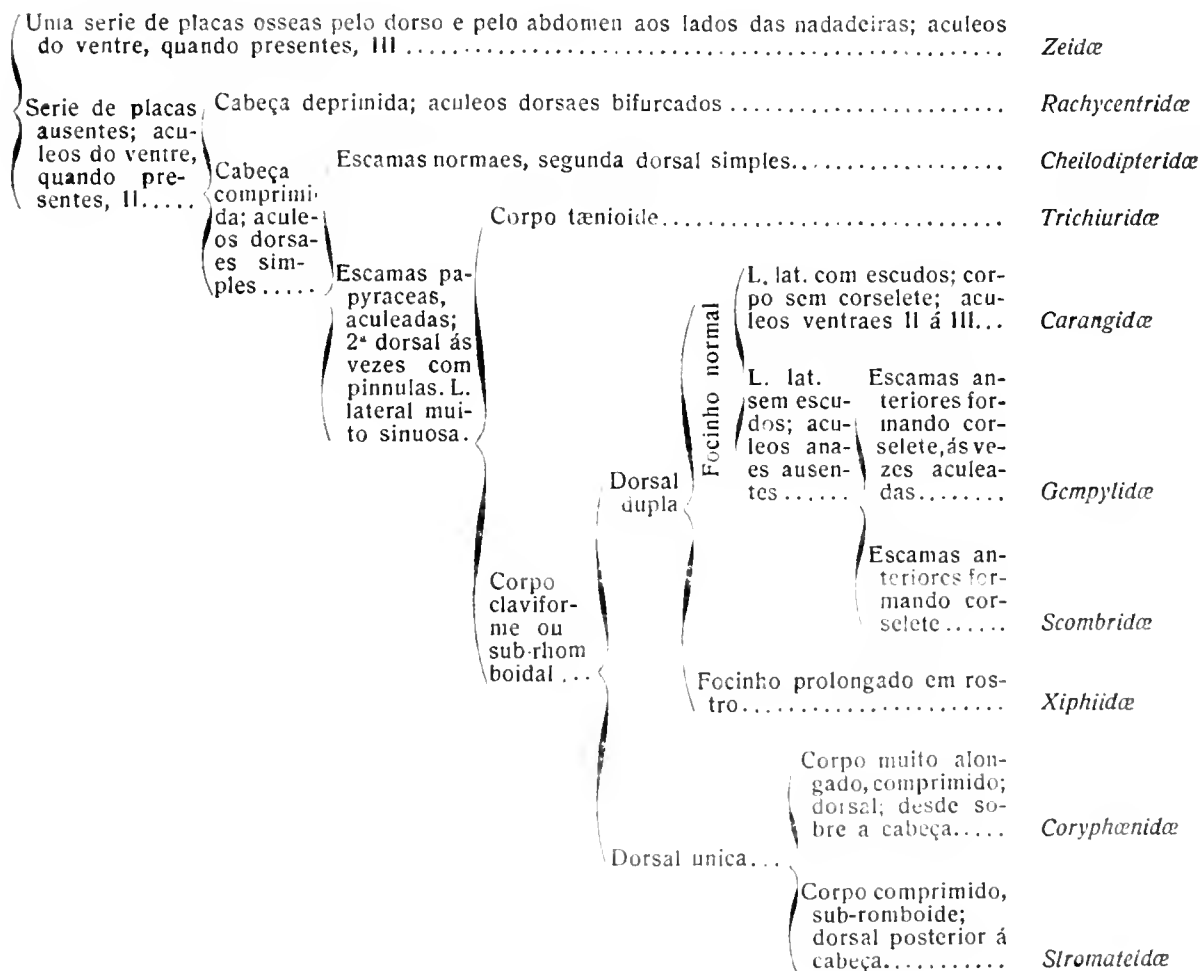 Uma serie de placas osseas pelo dorso e pelo abdomen aos lados das nadadeiras; aculeos
do ventre, quando presentes, III ........ Zeidæ
Serie de placas
ausentes; acu-
leos do ventre,
quando pre-
sentes, II.....
Cabeça deprimida; aculeos dorsaes bifurcados ........ Rachycentridæ
Cabeça
comprimi-
da; acule-
os dorsa-
es sim-
ples .....
Escamas normaes, segunda dorsal simples........ Cheilodipteridæ
Escamas pa-
pyraceas,
aculeadas;
2ª dorsal ás
vezes com
pinnulas. L.
lateral mui-
to sinuosa.
Corpo tænioide........ Trichiuridæ
Corpo
clavifor-
me ou
sub-rhom
boidal ...
Dorsal
dupla
Focinho normal
L. lat. com escudos; cor-
po sem corselete; acu-
leos ventraes II á III... Carangidæ
L. lat.
sem escu-
dos; acu-
leos ana-
es ausen-
tes ......
Escamas an-
teriores for-
mando cor-
selete, ás ve-
zes aculea-
das........ Gempylidæ
Escamas an-
teriores for-
mando cor-
selete ...... Scombridæ
Focinho prolongado em ros-
tro........ Xiphiidæ
Dorsal unica...
Corpo muito alon-
gado, comprimido;
dorsal; desde so-
bre a cabeça..... Coryphænidæ
Corpo comprimido,
sub-romboide;
dorsal posterior á
cabeça........ Stromateidæ